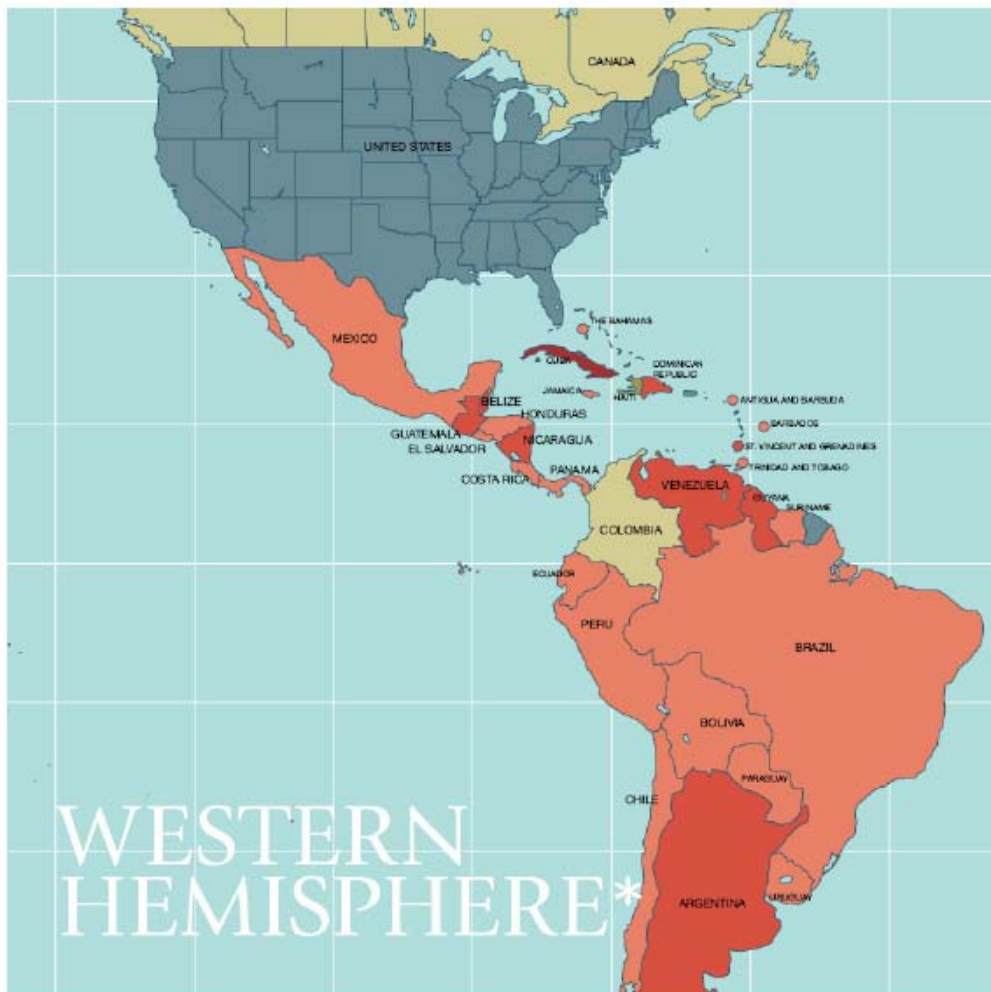 CANADA
UNITED STATES
MEXICO
THE BAHAMAS
CUBA
DOMINICAN
REPUBLIC
JAMAICA
HAITI
BELIZE
ANTIGUA AND BARBUDA
HONDURAS
BARBADOS
GUATEMALA
NICARAGUA
EL SALVADOR
ST. VINCENT AND GRENADINES
TRINIDAD AND TOBAGO
PANAMA
COSTA RICA
VENEZUELA
GUYANA
SURINAME
COLOMBIA
ECUADOR
PERU
BRAZIL
BOLIVIA
PARAGUAY
CHILE
WESTERN
HEMISPHERE*
URUGUAY
ARGENTINA